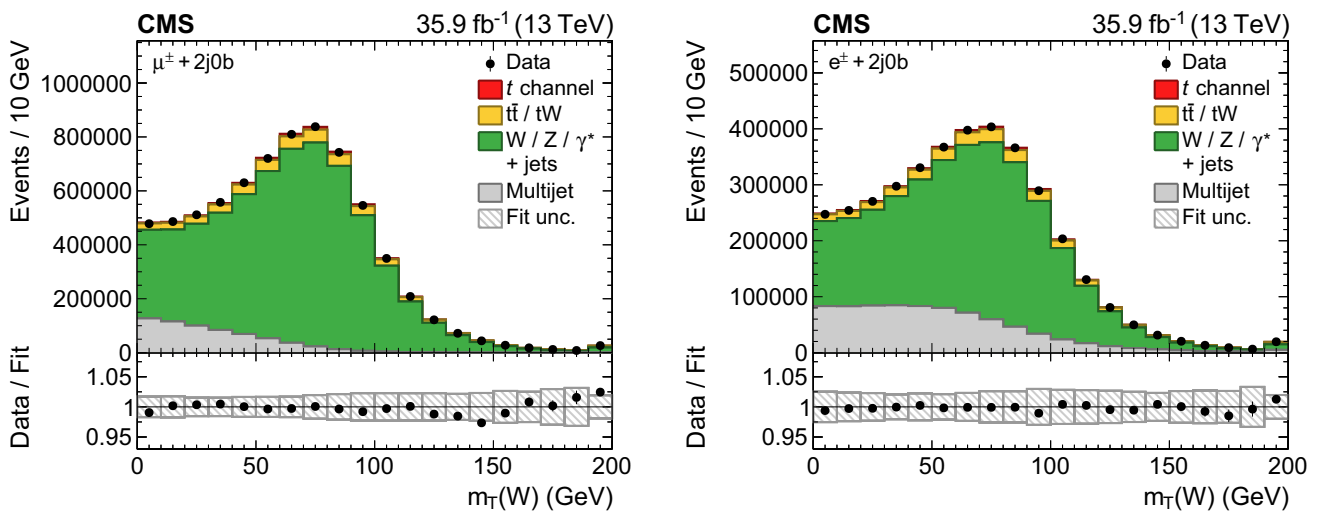 CMS 35.9 fb⁻¹ (13 TeV)
Events / 10 GeV
μ± + 2j0b
Data
t channel
tt̄ / tW
W / Z / γ*
+ jets
Multijet
Fit unc.
1000000
800000
600000
400000
200000
0
Data / Fit
1.05
1
0.95
0 50 100 150 200
mT(W) (GeV)
CMS 35.9 fb⁻¹ (13 TeV)
Events / 10 GeV
e± + 2j0b
Data
t channel
tt̄ / tW
W / Z / γ*
+ jets
Multijet
Fit unc.
500000
400000
300000
200000
100000
0
Data / Fit
1.05
1
0.95
0 50 100 150 200
mT(W) (GeV)